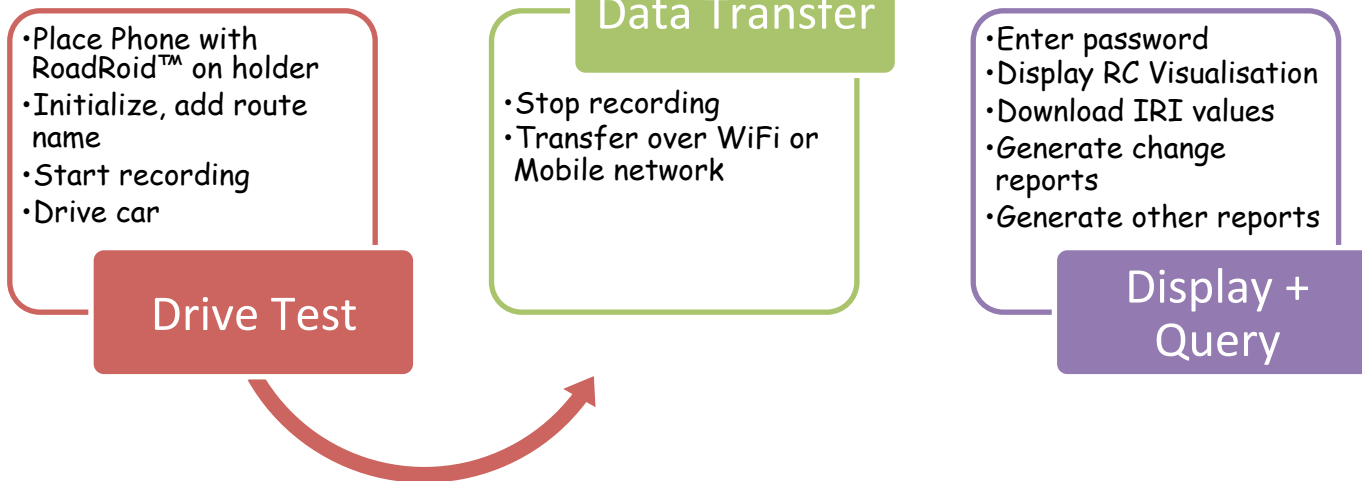 •Place Phone with
RoadRoid™ on holder
•Initialize, add route
name
•Start recording
•Drive car
Drive Test
Data Transfer
•Stop recording
•Transfer over WiFi or
Mobile network
•Enter password
•Display RC Visualisation
•Download IRI values
•Generate change
reports
•Generate other reports
Display +
Query